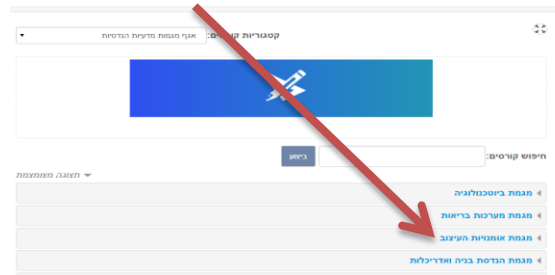 קטגוריות קורסים: אגף מגמות מדעיות הנדסיות
חיפוש קורסים: ביצוע
תצוגה מצומצמת
מגמת ביוטכנולוגיה
מגמת מערכות בריאות
מגמת אומנויות העיצוב
מגמת הנדסת בניה ואדריכלות